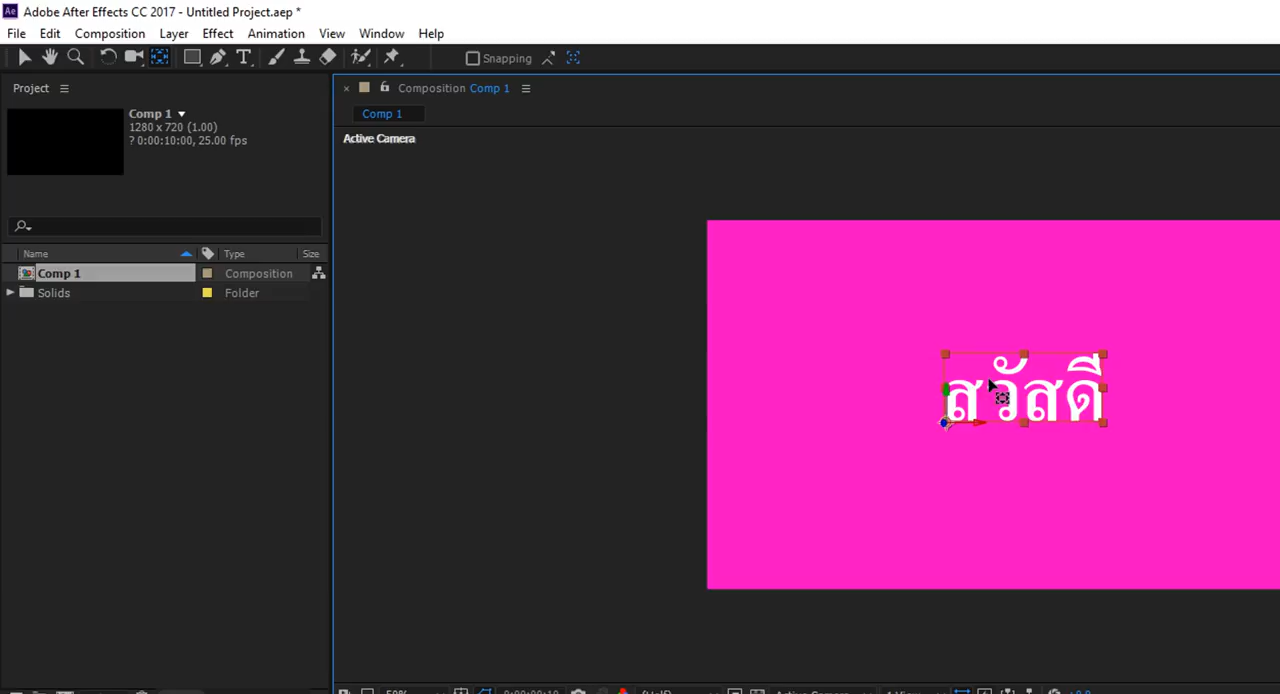 Adobe After Effects CC 2017 - Untitled Project.aep *
File Edit Composition Layer Effect Animation View Window Help
Snapping
Project
Composition Comp 1
Comp 1
Active Camera
Comp 1
1280 x 720 (1.00)
? 0:00:10:00, 25.00 fps
Name Type Size
Comp 1 Composition
Solids Folder
สวัสดี